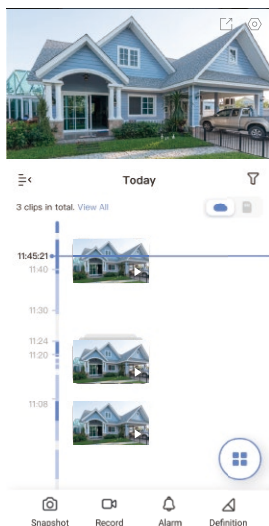 Today
3 clips in total. View All
11:45:21
11:40
11:30
11:24
11:20
11:08
Snapshot Record Alarm Definition